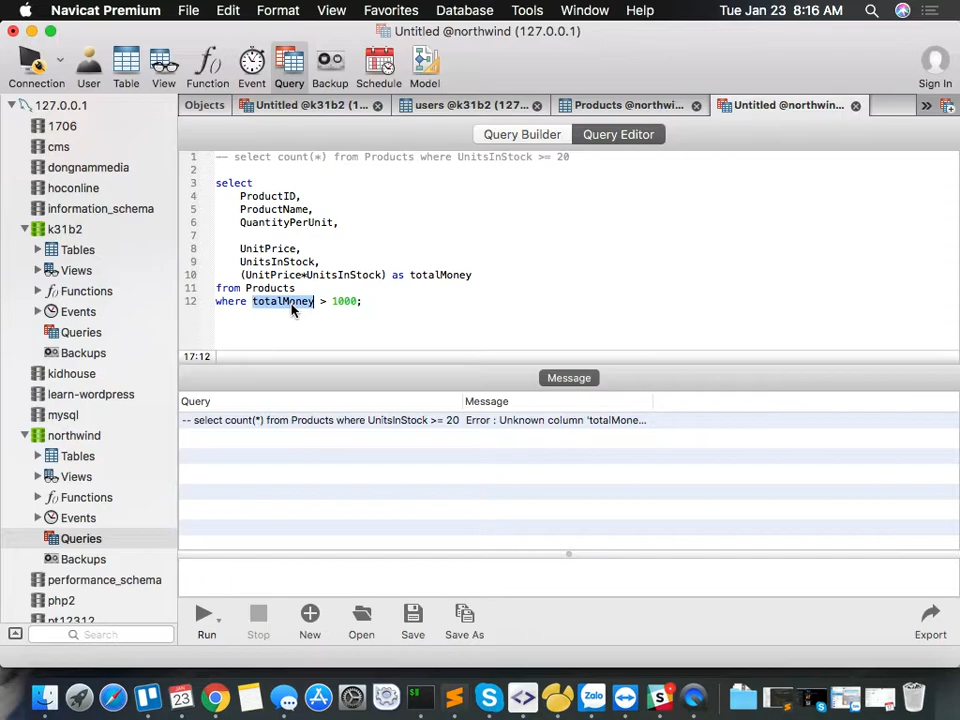 Navicat Premium File Edit Format View Favorites Database Tools Window Help Tue Jan 23 8:16 AM
Untitled @northwind (127.0.0.1)
Connection User Table View Function Event Query Backup Schedule Model Sign In
Objects Untitled @k31b2 (1... users @k31b2 (127... Products @northwi... Untitled @northwin... »
127.0.0.1
1706
cms
dongnammedia
hoconline
information_schema
k31b2
Tables
Views
Functions
Events
Queries
Backups
kidhouse
learn-wordpress
mysql
northwind
Tables
Views
Functions
Events
Queries
Backups
performance_schema
php2
pt12312
Search
Query Builder Query Editor
1 -- select count(*) from Products where UnitsInStock >= 20
2
3 select
4 ProductID,
5 ProductName,
6 QuantityPerUnit,
7
8 UnitPrice,
9 UnitsInStock,
10 (UnitPrice*UnitsInStock) as totalMoney
11 from Products
12 where totalMoney > 1000;
17:12
Message
Query Message
-- select count(*) from Products where UnitsInStock >= 20 Error : Unknown column 'totalMone...
Run Stop New Open Save Save As Export
JAN 23 Zalo